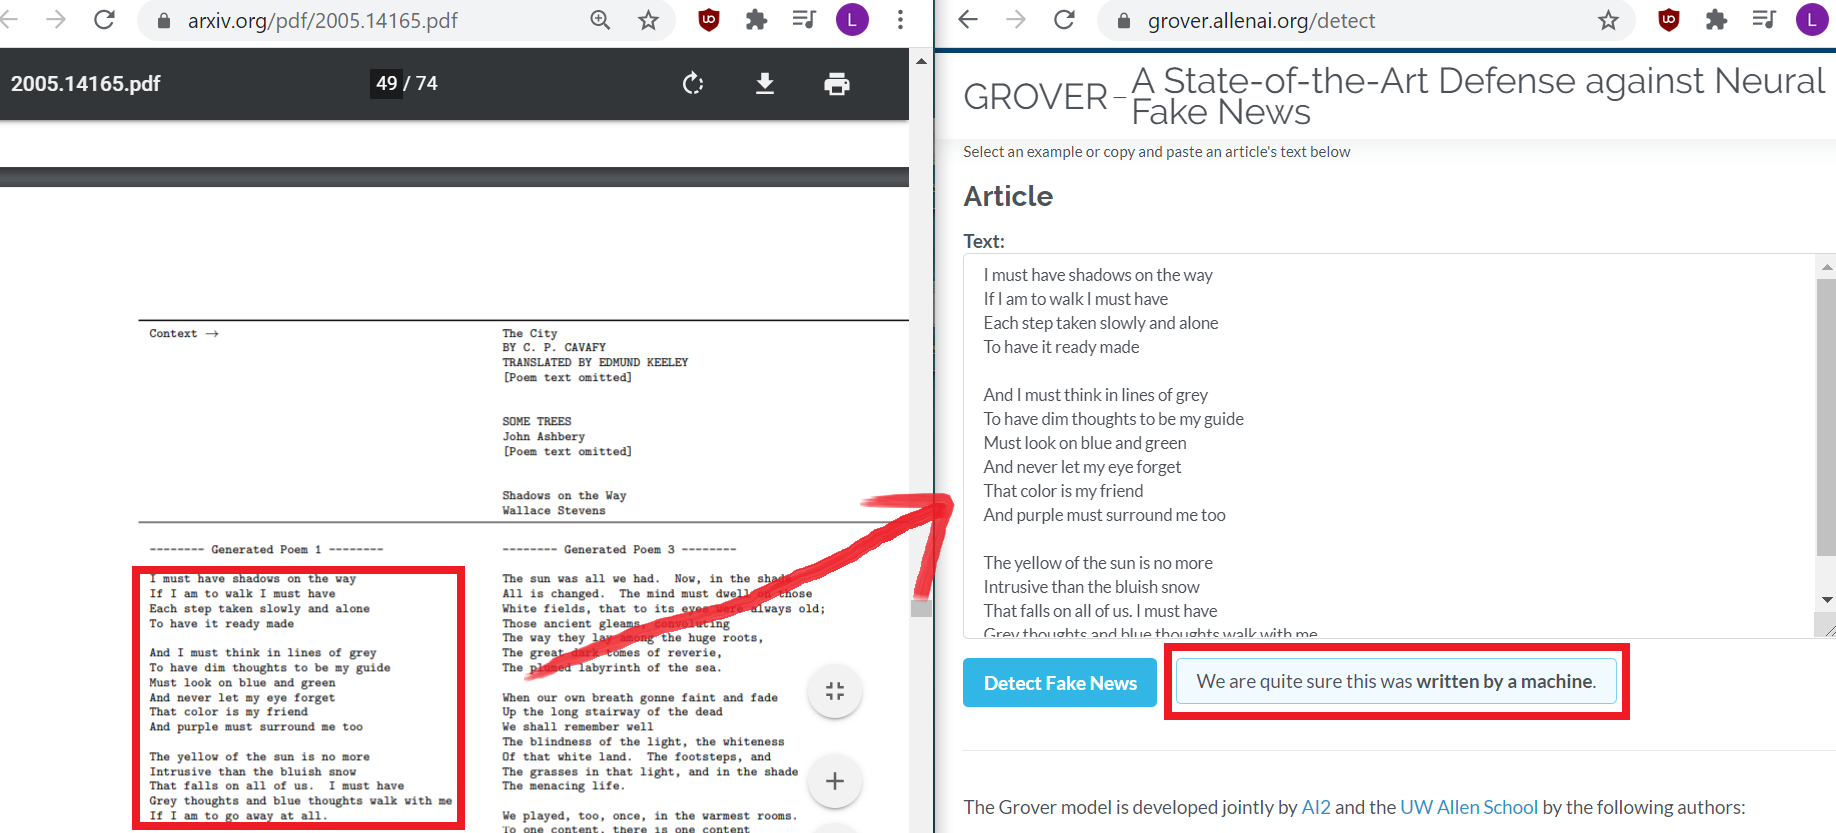 arxiv.org/pdf/2005.14165.pdf
L
2005.14165.pdf
49 / 74
Context →
The City
BY C. P. CAVAFY
TRANSLATED BY EDMUND KEELEY
[Poem text omitted]
SOME TREES
John Ashbery
[Poem text omitted]
Shadows on the Way
Wallace Stevens
-------- Generated Poem 1 --------
I must have shadows on the way
If I am to walk I must have
Each step taken slowly and alone
To have it ready made
And I must think in lines of grey
To have dim thoughts to be my guide
Must look on blue and green
And never let my eye forget
That color is my friend
And purple must surround me too
The yellow of the sun is no more
Intrusive than the bluish snow
That falls on all of us. I must have
Grey thoughts and blue thoughts walk with me
If I am to go away at all.
-------- Generated Poem 3 --------
The sun was all we had. Now, in the shade
All is changed. The mind must dwell on those
White fields, that to its eyes were always old;
Those ancient gleams, convoluting
The way they lay among the huge roots,
The great dark tomes of reverie,
The plumed labyrinth of the sea.
When our own breath gonne faint and fade
Up the long stairway of the dead
We shall remember well
The blindness of the light, the whiteness
Of that white land. The footsteps, and
The grasses in that light, and in the shade
The menacing life.
We played, too, once, in the warmest rooms.
To one content, there is one content
grover.allenai.org/detect
L
GROVER – A State-of-the-Art Defense against Neural
Fake News
Select an example or copy and paste an article's text below
Article
Text:
I must have shadows on the way
If I am to walk I must have
Each step taken slowly and alone
To have it ready made
And I must think in lines of grey
To have dim thoughts to be my guide
Must look on blue and green
And never let my eye forget
That color is my friend
And purple must surround me too
The yellow of the sun is no more
Intrusive than the bluish snow
That falls on all of us. I must have
Grey thoughts and blue thoughts walk with me
Detect Fake News
We are quite sure this was written by a machine.
The Grover model is developed jointly by AI2 and the UW Allen School by the following authors: